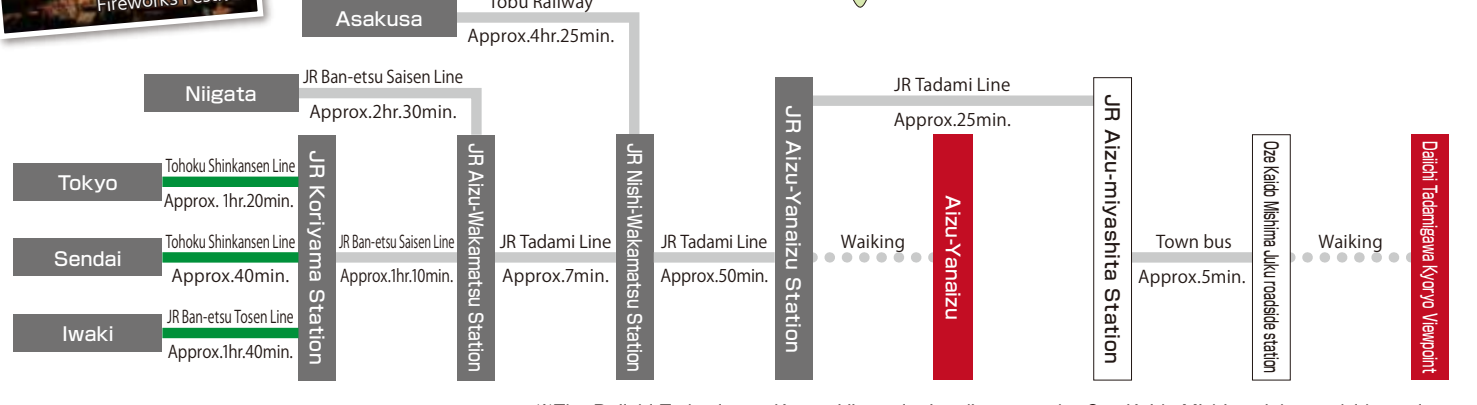 Fireworks
Asakusa
Tobu Railway
Approx.4hr.25min.
Niigata
JR Ban-etsu Saisen Line
Approx.2hr.30min.
JR Tadami Line
Approx.25min.
Tokyo
Tohoku Shinkansen Line
Approx. 1hr.20min.
Sendai
Tohoku Shinkansen Line
Approx.40min.
Iwaki
JR Ban-etsu Tosen Line
Approx.1hr.40min.
JR Koriyama Station
JR Ban-etsu Saisen Line
Approx.1hr.10min.
JR Aizu-Wakamatsu Station
JR Tadami Line
Approx.7min.
JR Nishi-Wakamatsu Station
JR Tadami Line
Approx.50min.
JR Aizu-Yanaizu Station
Waiking
Aizu-Yanaizu
JR Aizu-miyashita Station
Town bus
Approx.5min.
Oze Kaido Mishima Juku roadside station
Waiking
Daiichi Tadamigawa Kyoryo Viewpoint